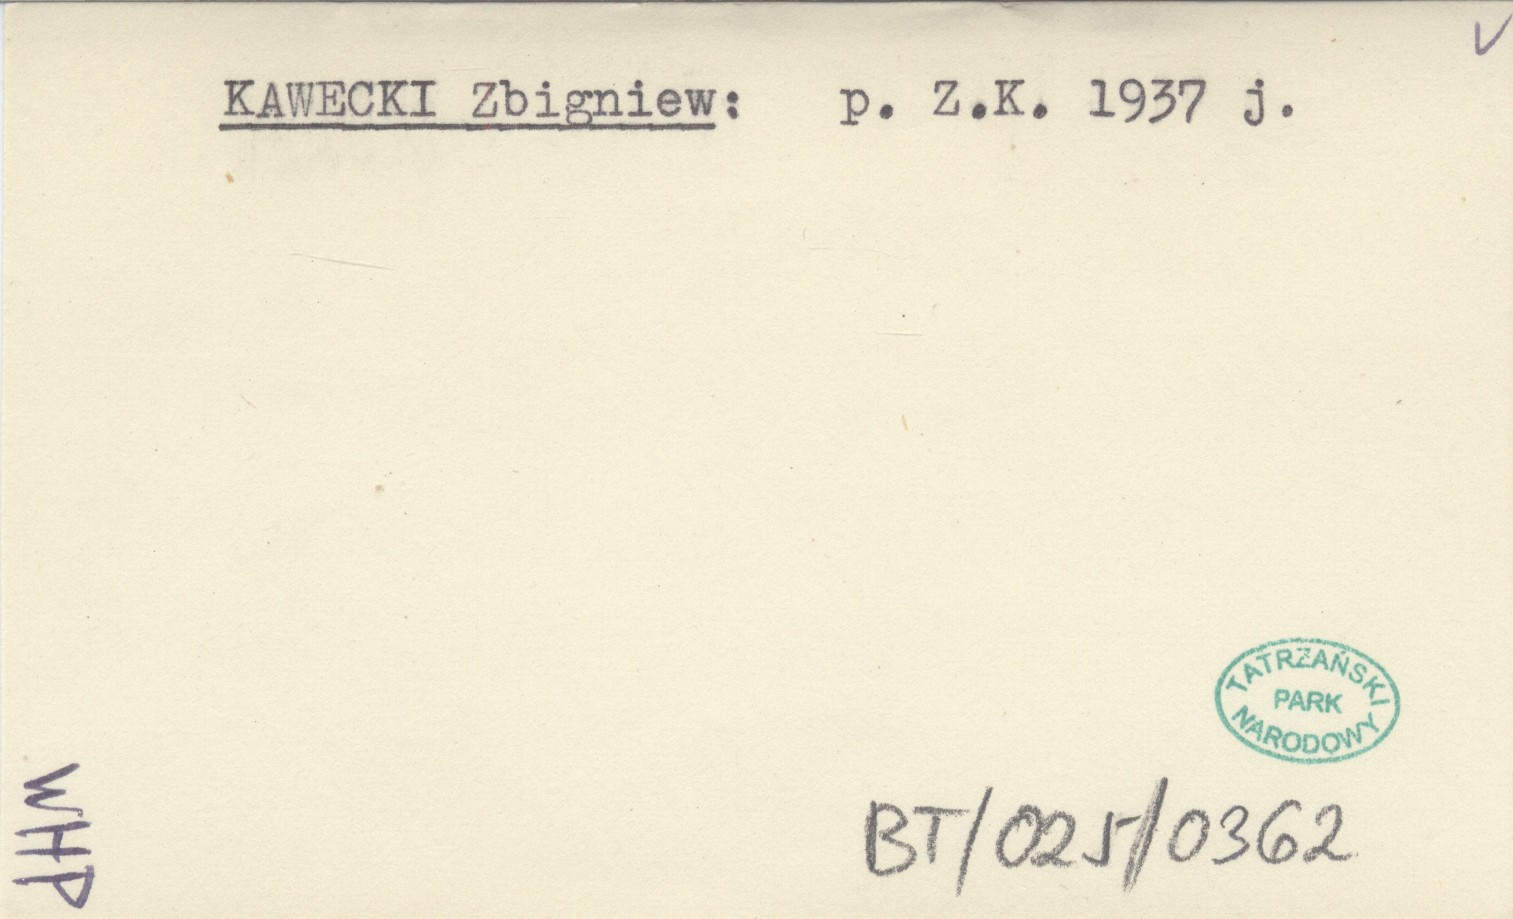 V
KAWECKI Zbigniew: p. Z.K. 1937 j.
TATRZAŃSKI
PARK
NARODOWY
BT/025/0362
WHP